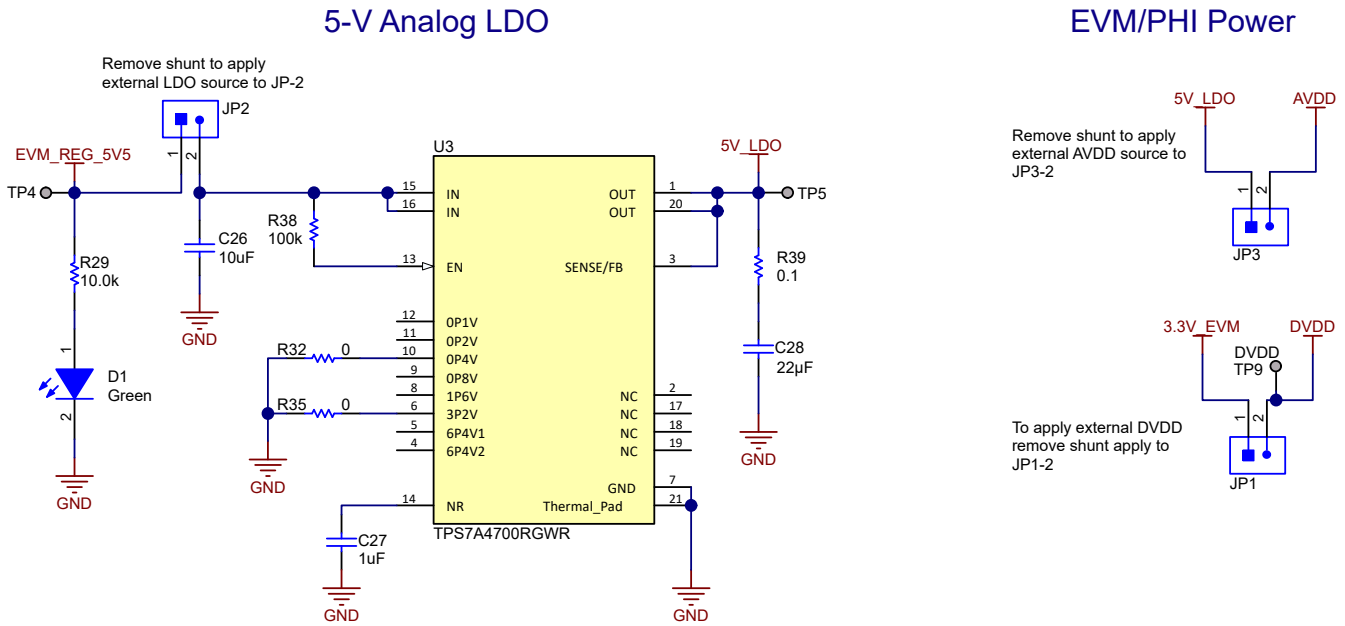 5-V Analog LDO
EVM/PHI Power
Remove shunt to apply
external LDO source to JP-2
JP2
1
2
EVM_REG_5V5
TP4
R29
10.0k
1
D1
Green
2
GND
C26
10uF
GND
R38
100k
U3
15
IN
16
IN
13
EN
12
0P1V
11
0P2V
10
0P4V
9
0P8V
8
1P6V
6
3P2V
5
6P4V1
4
6P4V2
14
NR
R32
0
R35
0
GND
C27
1uF
GND
OUT
1
OUT
20
SENSE/FB
3
NC
2
NC
17
NC
18
NC
19
GND
7
Thermal_Pad
21
TPS7A4700RGWR
GND
5V_LDO
TP5
R39
0.1
C28
22µF
GND
5V_LDO
AVDD
Remove shunt to apply
external AVDD source to
JP3-2
1
2
JP3
3.3V_EVM
DVDD
DVDD
TP9
To apply external DVDD
remove shunt apply to
JP1-2
1
2
JP1